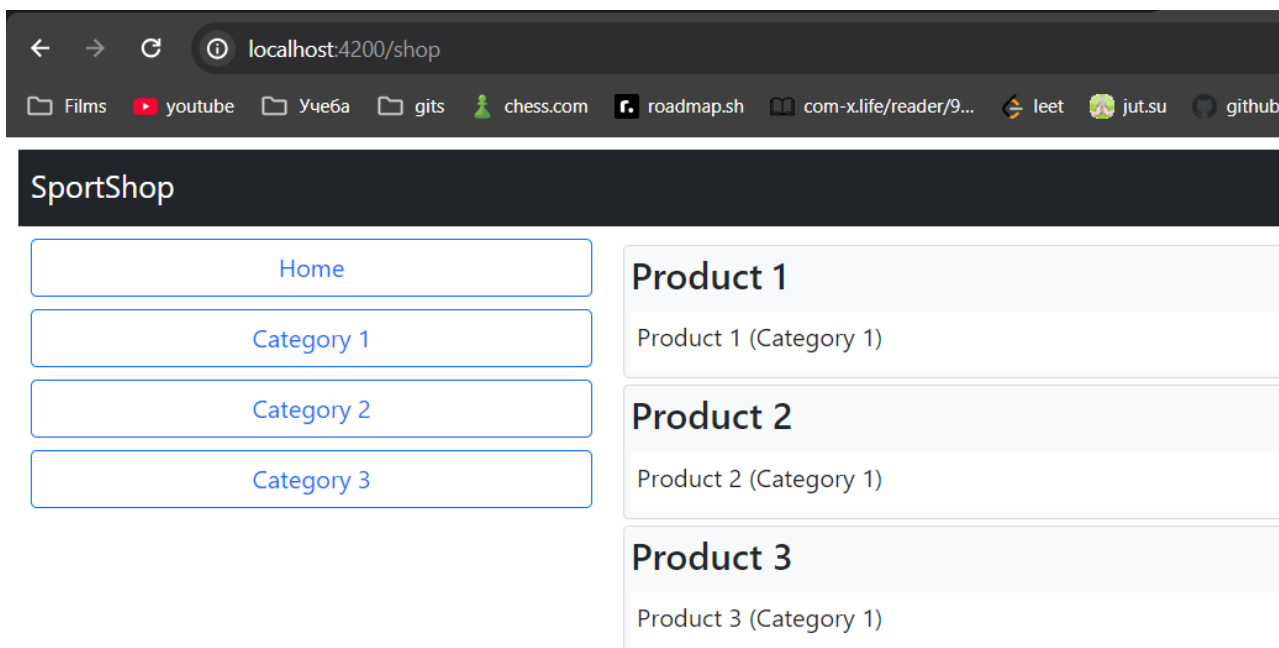 localhost:4200/shop
Films youtube Учеба gits chess.com roadmap.sh com-x.life/reader/9... leet jut.su github
SportShop
Home
Category 1
Category 2
Category 3
Product 1
Product 1 (Category 1)
Product 2
Product 2 (Category 1)
Product 3
Product 3 (Category 1)